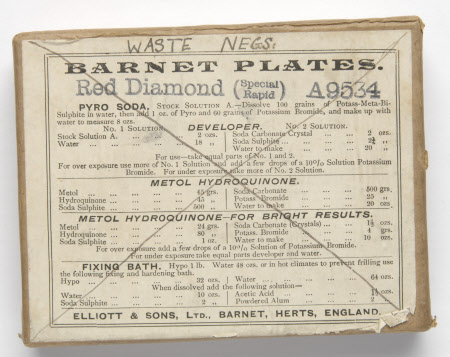 WASTE NEGS:
BARNET PLATES.
Red Diamond (Special Rapid) A9534
PYRO SODA, STOCK SOLUTION A.—Dissolve 100 grains of Potass-Meta-Bi-
Sulphite in water, then add 1 oz. of Pyro and 60 grains of Potassium Bromide, and make up with
water to measure 8 ozs.
No. 1 SOLUTION. DEVELOPER. No. 2 SOLUTION.
Stock Solution A. ... ... 2 ozs. Soda Carbonate Crystal ... 2 ozs.
Water ... ... ... 18 „ Soda Sulphite ... ... ... 2¾ „
Water to make ... ... 20 „
For use—take equal parts of No. 1 and 2.
For over exposure use more of No. 1 Solution and add a few drops of a 10% Solution Potassium
Bromide. For under exposure take more of No. 2 Solution.
METOL HYDROQUINONE.
Metol ... ... ... 45 grs. Soda Carbonate ... ... 500 grs.
Hydroquinone ... ... 45 „ Potass Bromide ... ... 25 „
Soda Sulphite ... ... 500 „ Water to make ... ... 20 ozs.
METOL HYDROQUINONE—FOR BRIGHT RESULTS.
Metol ... ... ... 24 grs. Soda Carbonate (Crystals) ... 1½ ozs.
Hydroquinone ... ... 80 „ Potass. Bromide ... ... 4 grs.
Soda Sulphite ... ... 1 oz. Water to make ... ... 10 ozs.
For over exposure add a few drops of a 10% Solution of Potassium Bromide.
For under exposure take equal parts developer and water.
FIXING BATH. Hypo 1 lb. Water 48 ozs. or in hot climates to prevent frilling use
the following fixing and hardening bath.
Hypo ... ... ... 32 ozs. Water ... ... ... 64 ozs.
When dissolved add the following solution—
Water ... ... ... 10 ozs. Acetic Acid ... ... 1½ ozs.
Soda Sulphite ... ... 2 „ Powdered Alum ... ... 2 „
ELLIOTT & SONS, LTD., BARNET, HERTS, ENGLAND.